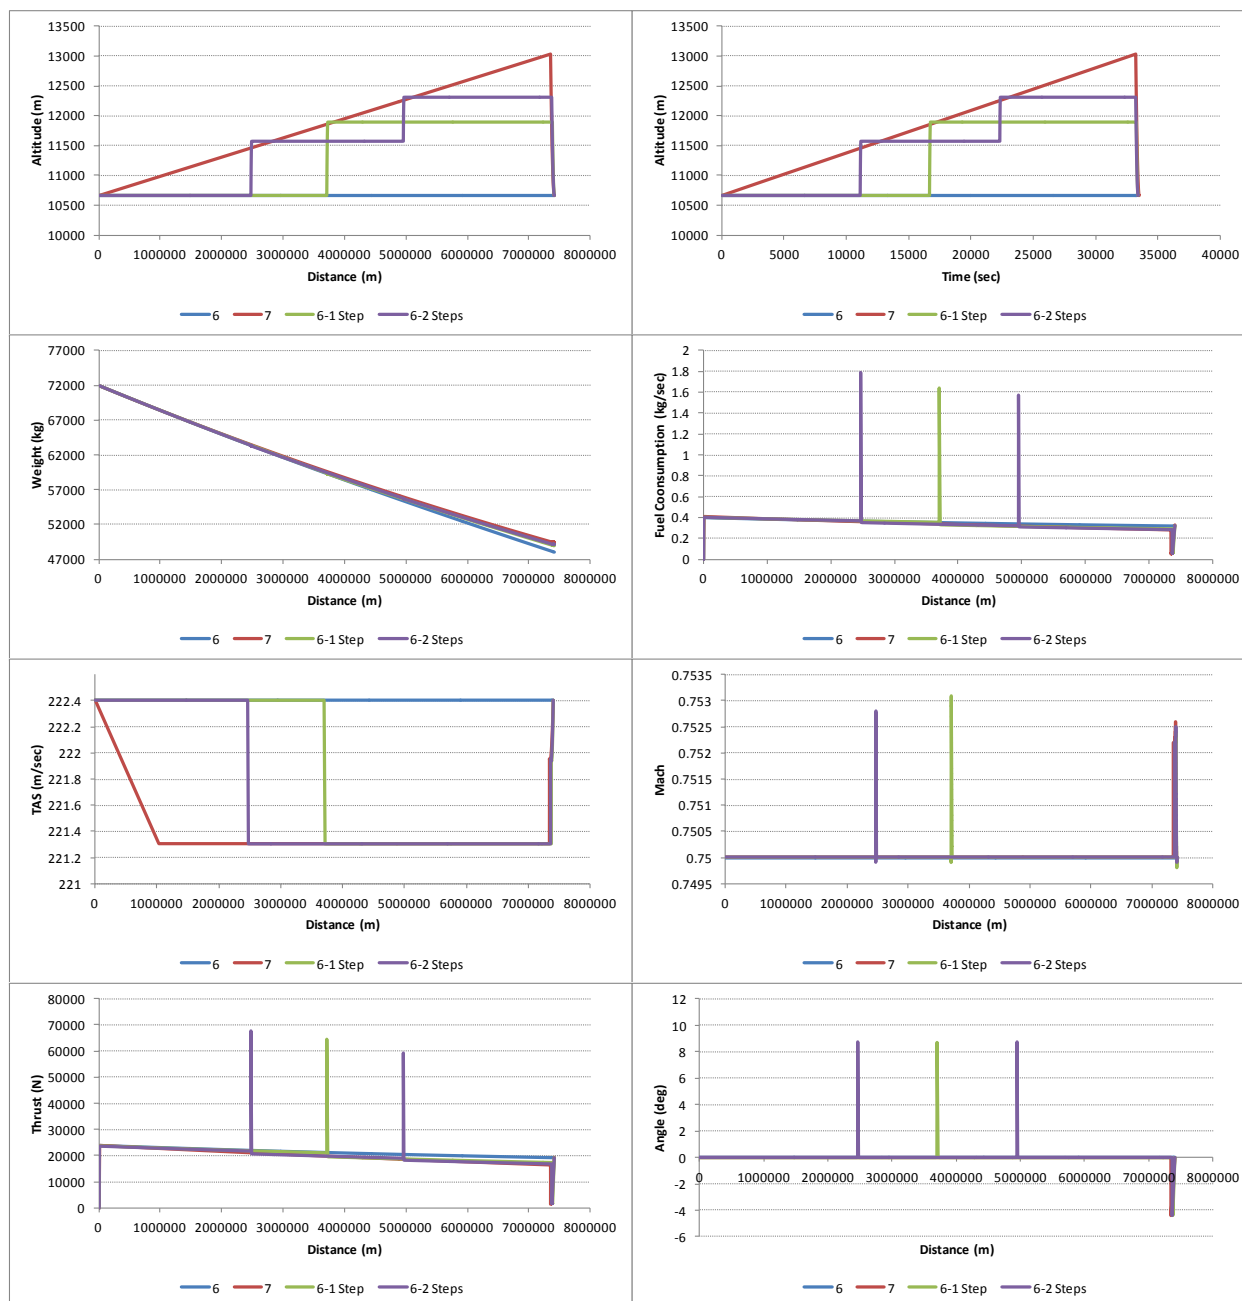 13500
13000
12500
12000
11500
11000
10500
10000
Altitude (m)
0 1000000 2000000 3000000 4000000 5000000 6000000 7000000 8000000
Distance (m)
6 7 6-1 Step 6-2 Steps
13500
13000
12500
12000
11500
11000
10500
10000
Altitude (m)
0 5000 10000 15000 20000 25000 30000 35000 40000
Time (sec)
6 7 6-1 Step 6-2 Steps
77000
72000
67000
62000
57000
52000
47000
Weight (kg)
0 1000000 2000000 3000000 4000000 5000000 6000000 7000000 8000000
Distance (m)
6 7 6-1 Step 6-2 Steps
2
1.8
1.6
1.4
1.2
1
0.8
0.6
0.4
0.2
0
Fuel Coonsumption (kg/sec)
0 1000000 2000000 3000000 4000000 5000000 6000000 7000000 8000000
Distance (m)
6 7 6-1 Step 6-2 Steps
222.4
222.2
222
221.8
221.6
221.4
221.2
221
TAS (m/sec)
0 1000000 2000000 3000000 4000000 5000000 6000000 7000000 8000000
Distance (m)
6 7 6-1 Step 6-2 Steps
0.7535
0.753
0.7525
0.752
0.7515
0.751
0.7505
0.75
0.7495
Mach
0 1000000 2000000 3000000 4000000 5000000 6000000 7000000 8000000
Distance (m)
6 7 6-1 Step 6-2 Steps
80000
70000
60000
50000
40000
30000
20000
10000
0
Thrust (N)
0 1000000 2000000 3000000 4000000 5000000 6000000 7000000 8000000
Distance (m)
6 7 6-1 Step 6-2 Steps
12
10
8
6
4
2
0
-2
-4
-6
Angle (deg)
0 1000000 2000000 3000000 4000000 5000000 6000000 7000000 8000000
Distance (m)
6 7 6-1 Step 6-2 Steps